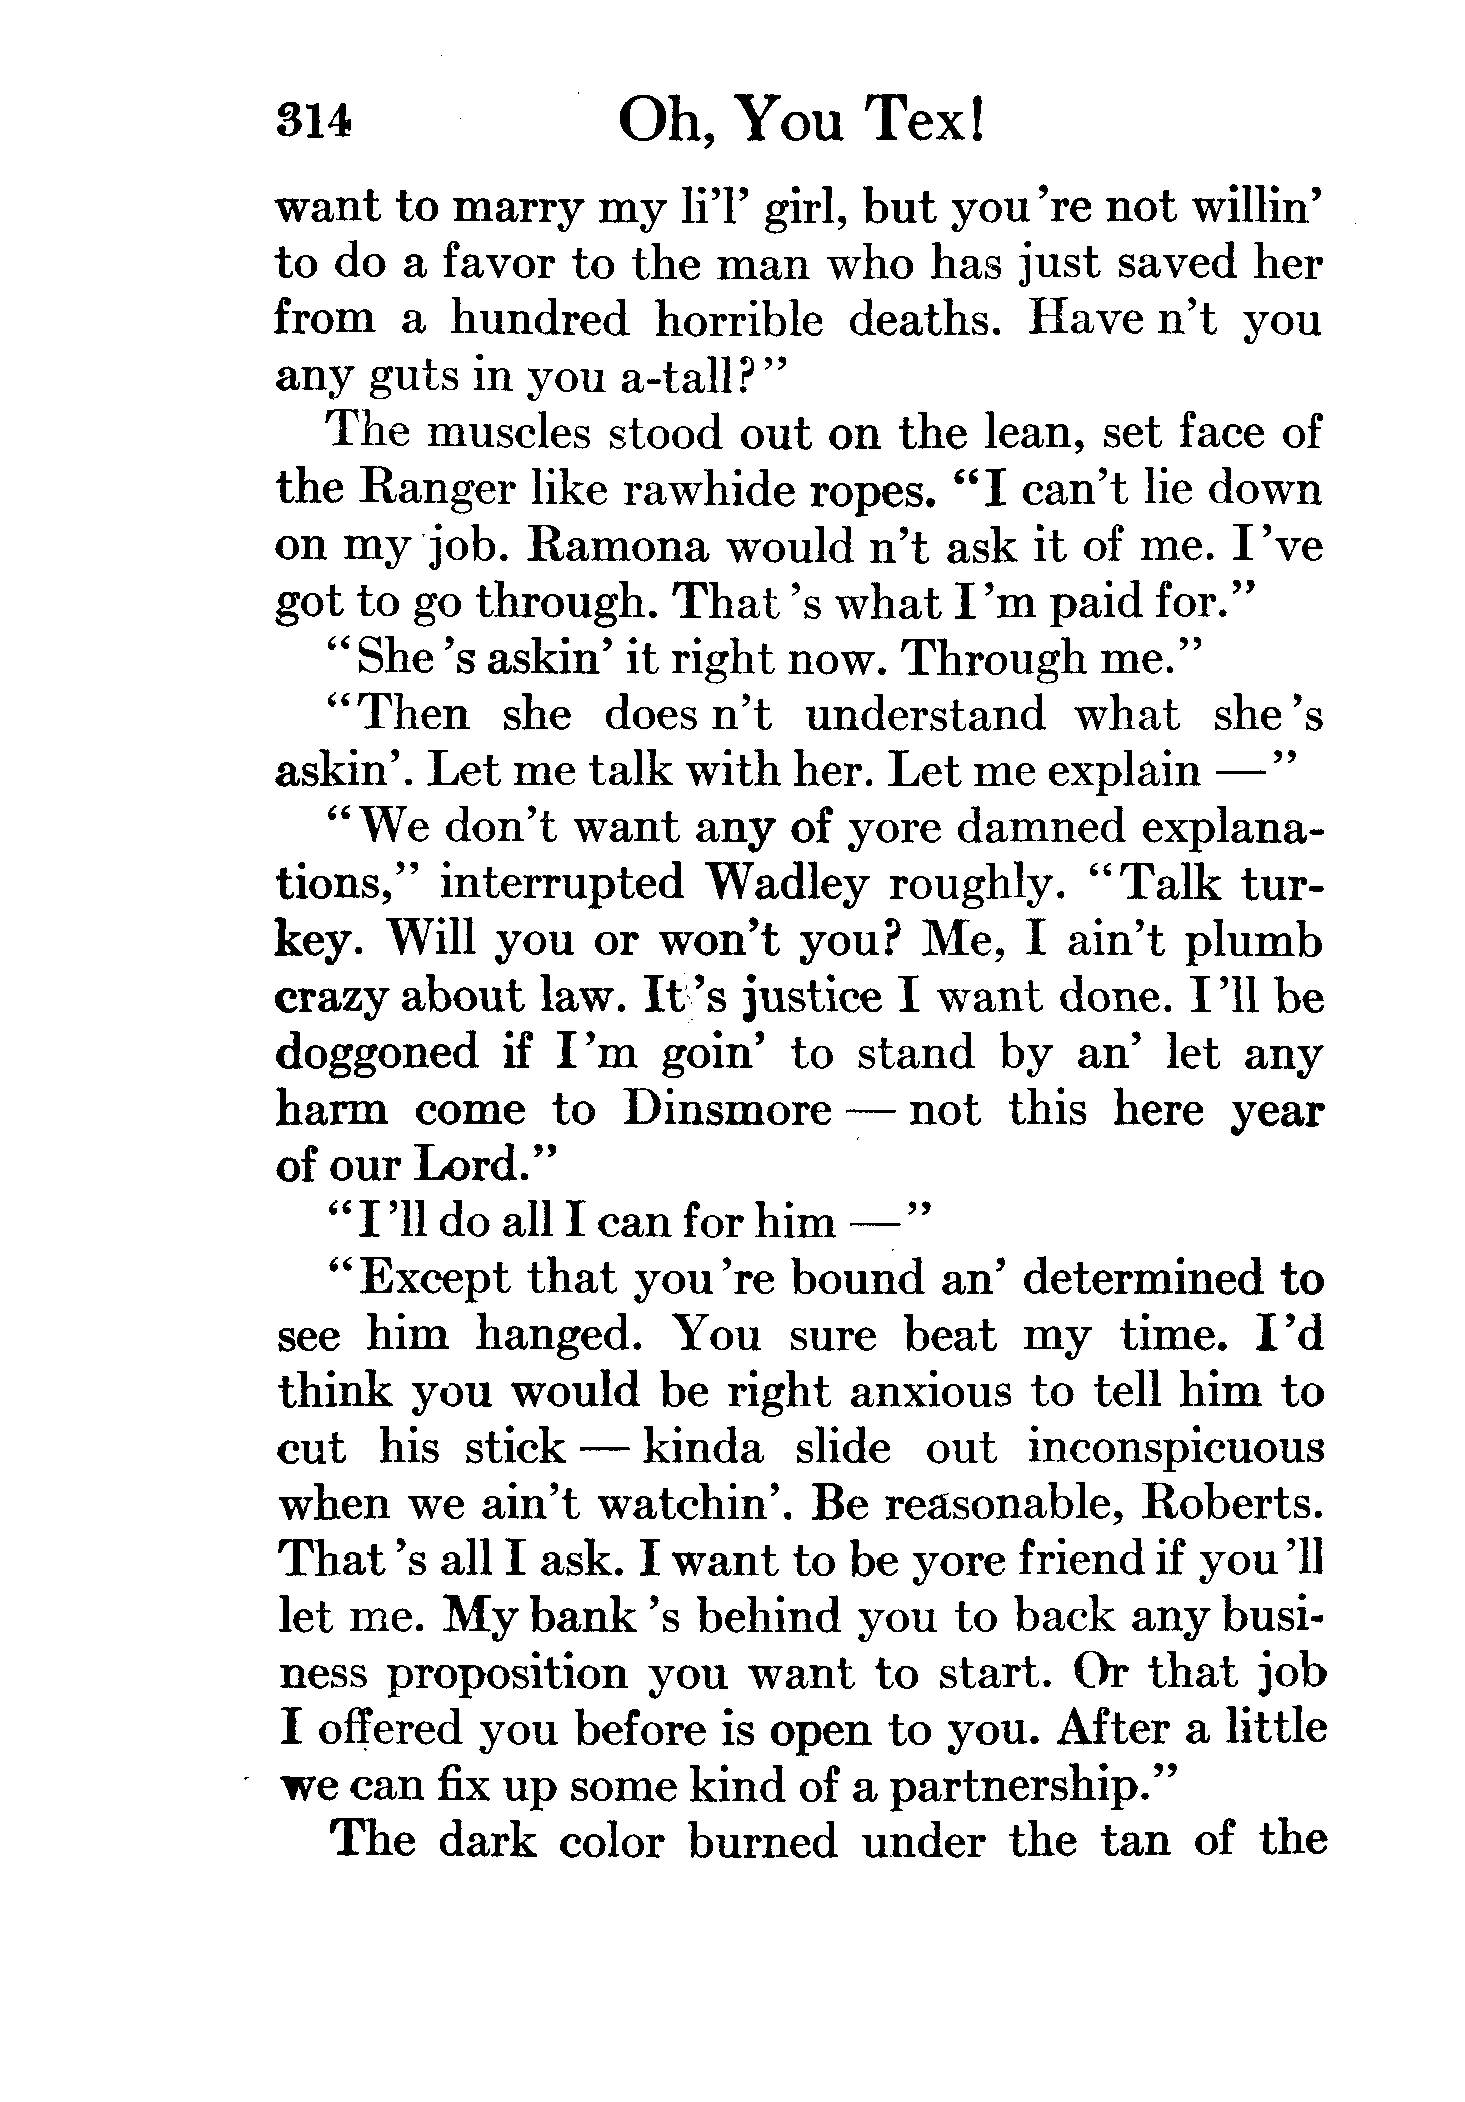 314 Oh, You Tex!
want to marry my li'l' girl, but you 're not willin'
to do a favor to the man who has just saved her
from a hundred horrible deaths. Have n't you
any guts in you a-tall?"
The muscles stood out on the lean, set face of
the Ranger like rawhide ropes. "I can't lie down
on my job. Ramona would n't ask it of me. I 've
got to go through. That 's what I 'm paid for."
"She 's askin' it right now. Through me."
"Then she does n't understand what she 's
askin'. Let me talk with her. Let me explain —"
"We don't want any of yore damned explana-
tions," interrupted Wadley roughly. "Talk tur-
key. Will you or won't you? Me, I ain't plumb
crazy about law. It 's justice I want done. I 'll be
doggoned if I 'm goin' to stand by an' let any
harm come to Dinsmore — not this here year
of our Lord."
"I 'll do all I can for him —"
"Except that you 're bound an' determined to
see him hanged. You sure beat my time. I 'd
think you would be right anxious to tell him to
cut his stick — kinda slide out inconspicuous
when we ain't watchin'. Be reasonable, Roberts.
That 's all I ask. I want to be yore friend if you 'll
let me. My bank 's behind you to back any busi-
ness proposition you want to start. Or that job
I offered you before is open to you. After a little
we can fix up some kind of a partnership."
The dark color burned under the tan of the